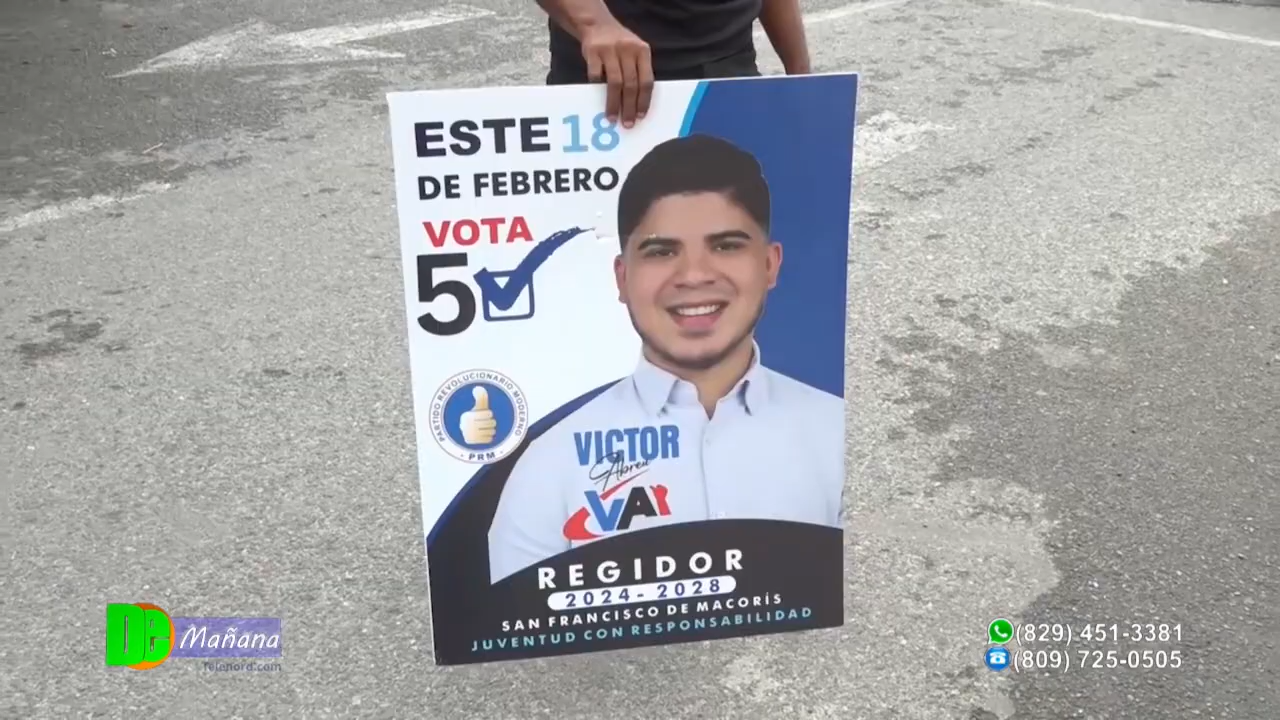 ESTE 18
DE FEBRERO
VOTA
5
PARTIDO REVOLUCIONARIO MODERNO
· PRM ·
VICTOR
Abreu
VA
REGIDOR
2024-2028
SAN FRANCISCO DE MACORÍS
JUVENTUD CON RESPONSABILIDAD
De
Mañana
Telenord.com
(829) 451-3381
(809) 725-0505